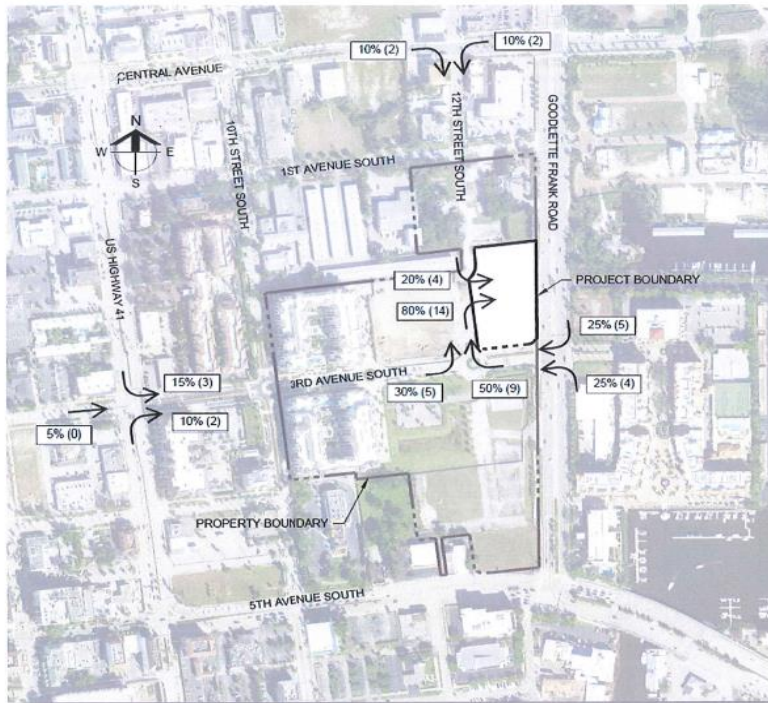 10% (2)
10% (2)
CENTRAL AVENUE
N
W
E
S
10TH STREET SOUTH
12TH STREET SOUTH
GOODLETTE FRANK ROAD
1ST AVENUE SOUTH
US HIGHWAY 41
20% (4)
PROJECT BOUNDARY
80% (14)
25% (5)
15% (3)
3RD AVENUE SOUTH
30% (5)
50% (9)
25% (4)
5% (0)
10% (2)
PROPERTY BOUNDARY
5TH AVENUE SOUTH